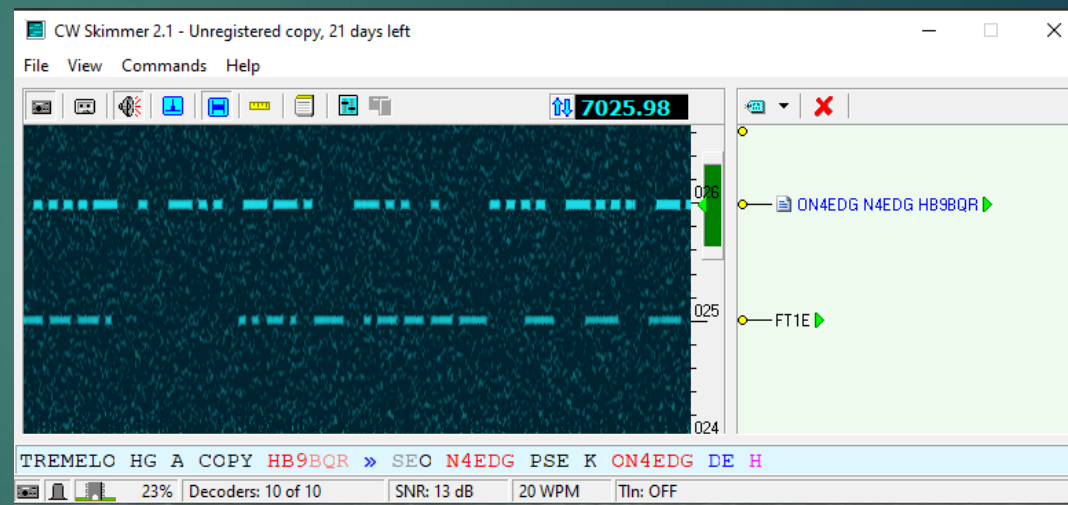 CW Skimmer 2.1 - Unregistered copy, 21 days left
File View Commands Help
7025.98
026
ON4EDG N4EDG HB9BQR
025
FT1E
024
TREMELO HG A COPY HB9BQR » SEO N4EDG PSE K ON4EDG DE H
23% Decoders: 10 of 10 SNR: 13 dB 20 WPM Tln: OFF